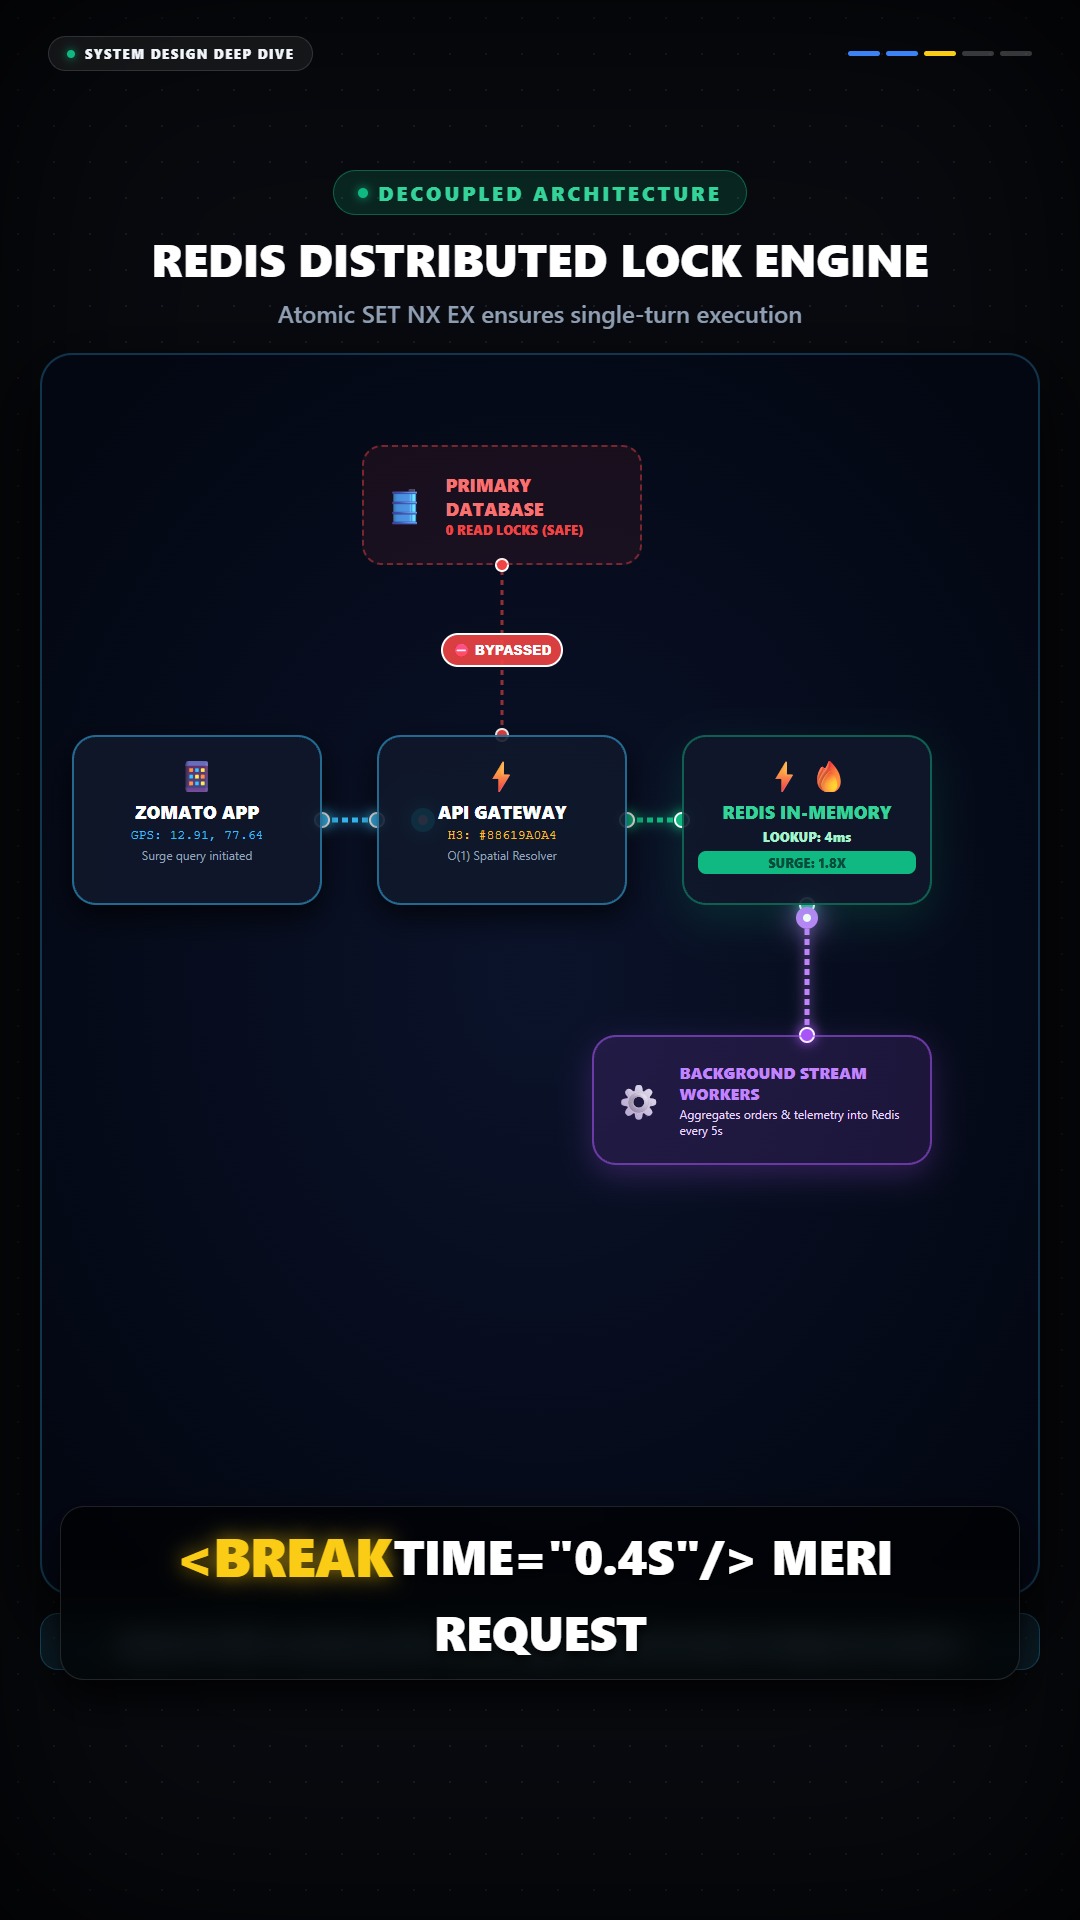 SYSTEM DESIGN DEEP DIVE
DECOUPLED ARCHITECTURE
REDIS DISTRIBUTED LOCK ENGINE
Atomic SET NX EX ensures single-turn execution
PRIMARY
DATABASE
0 READ LOCKS (SAFE)
BYPASSED
ZOMATO APP
GPS: 12.91, 77.64
Surge query initiated
API GATEWAY
H3: #88619A0A4
O(1) Spatial Resolver
REDIS IN-MEMORY
LOOKUP: 4ms
SURGE: 1.8X
BACKGROUND STREAM
WORKERS
Aggregates orders & telemetry into Redis
every 5s
<BREAKTIME="0.4S"/> MERI
REQUEST